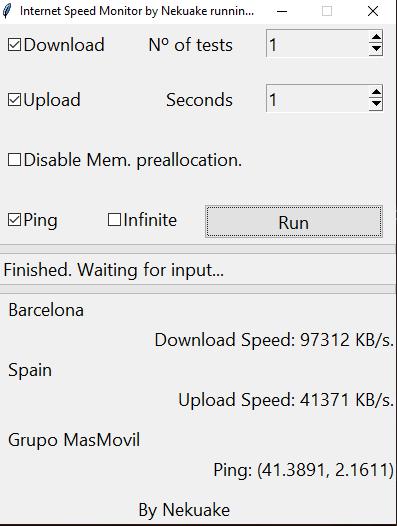 Internet Speed Monitor by Nekuake runnin...
Download Nº of tests 1
Upload Seconds 1
Disable Mem. preallocation.
Ping Infinite Run
Finished. Waiting for input...
Barcelona
Download Speed: 97312 KB/s.
Spain
Upload Speed: 41371 KB/s.
Grupo MasMovil
Ping: (41.3891, 2.1611)
By Nekuake